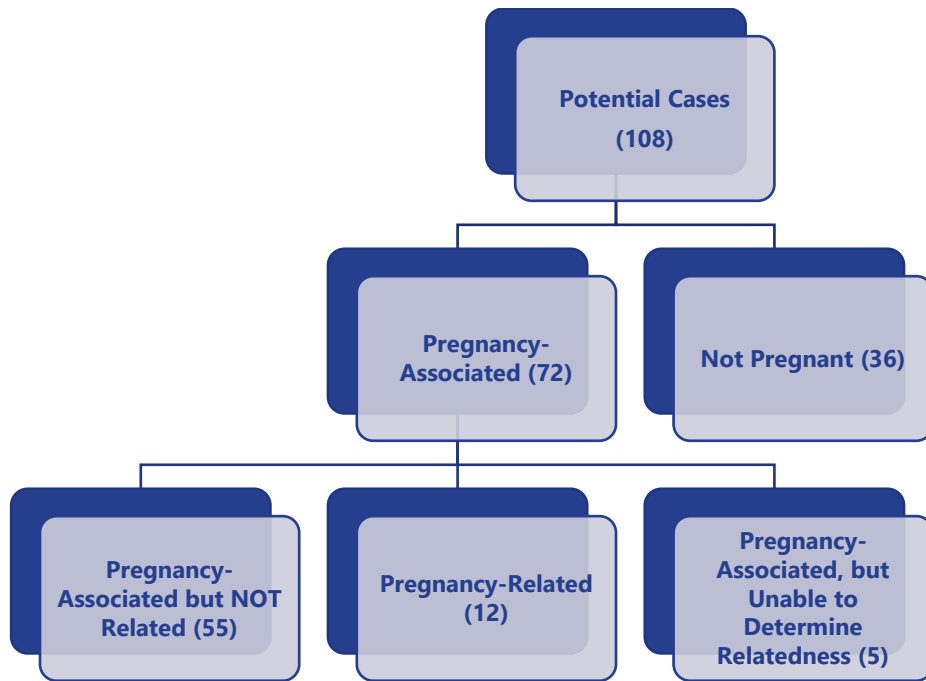 Potential Cases
(108)
Pregnancy-
Associated (72)
Not Pregnant (36)
Pregnancy-
Associated but NOT
Related (55)
Pregnancy-Related
(12)
Pregnancy-
Associated, but
Unable to
Determine
Relatedness (5)